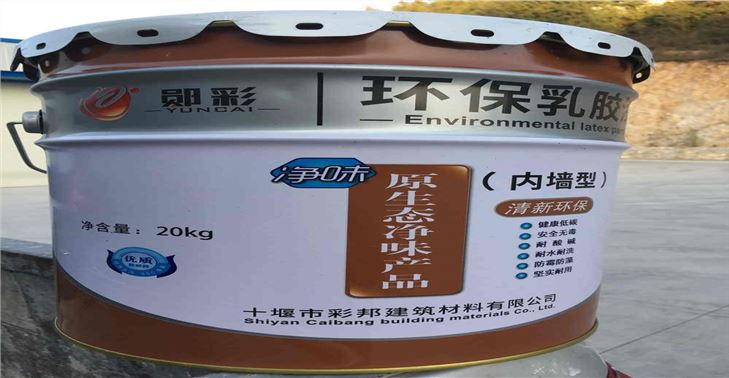 郧彩
YUNCAI
环保乳胶
Environmental latex
净味
原生态净味产品
(内墙型)
清新环保
健康低碳
安全无毒
耐酸碱
耐水耐洗
防霉防藻
坚实耐用
净含量: 20kg
优质
十堰市彩邦建筑材料有限公司
Shiyan Caibang building materials Co., Ltd